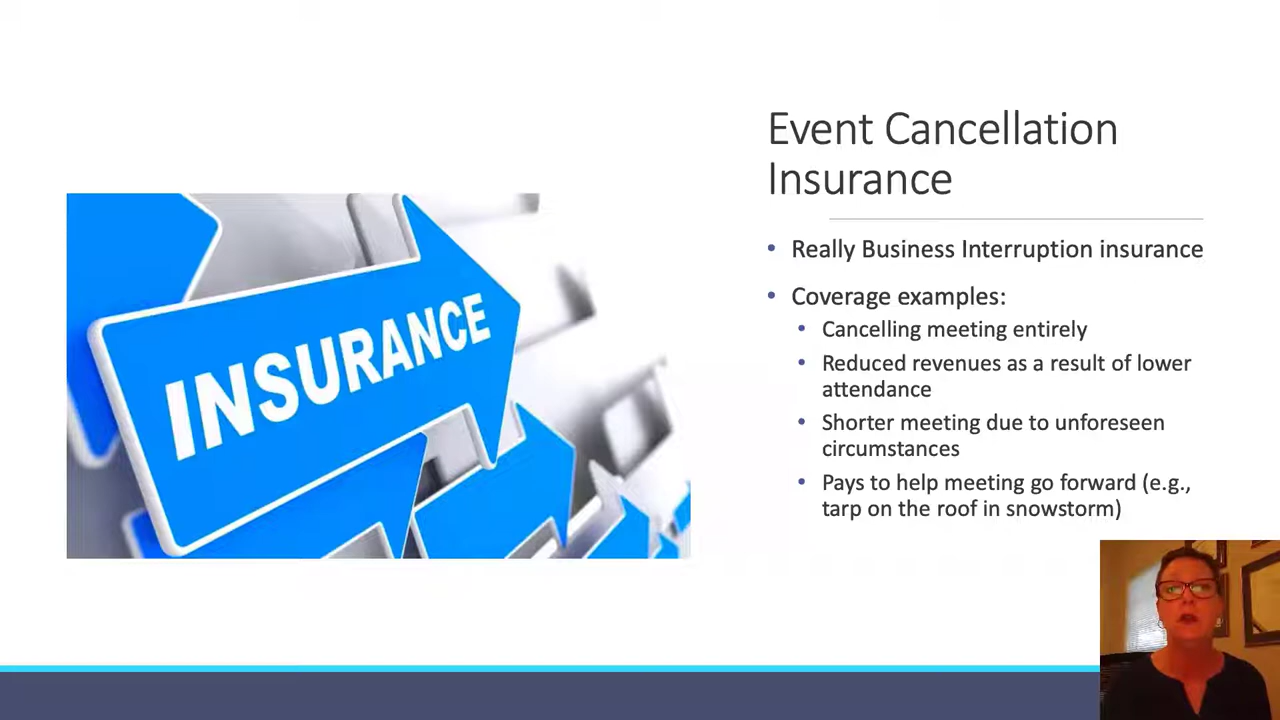 Event Cancellation
Insurance
INSURANCE
• Really Business Interruption insurance
• Coverage examples:
• Cancelling meeting entirely
• Reduced revenues as a result of lower
attendance
• Shorter meeting due to unforeseen
circumstances
• Pays to help meeting go forward (e.g.,
tarp on the roof in snowstorm)